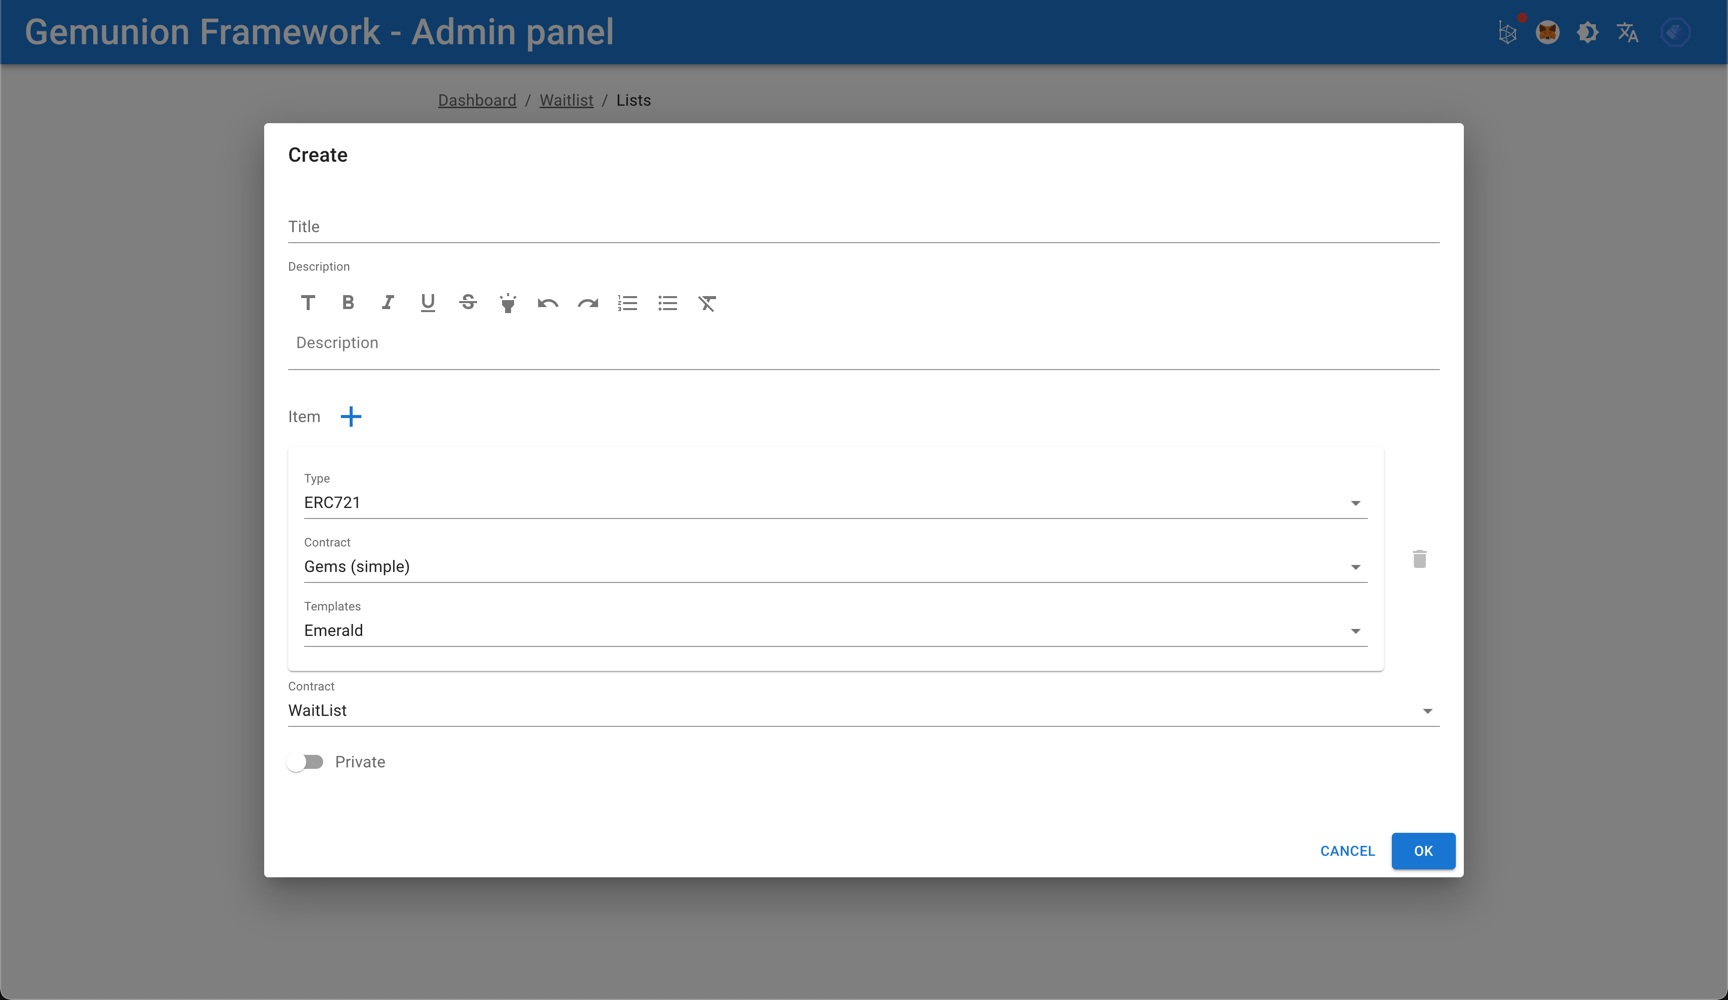 Gemunion Framework - Admin panel
Dashboard / Waitlist / Lists
Create
Title
Description
Description
Item
Type
ERC721
Contract
Gems (simple)
Templates
Emerald
Contract
WaitList
Private
CANCEL OK